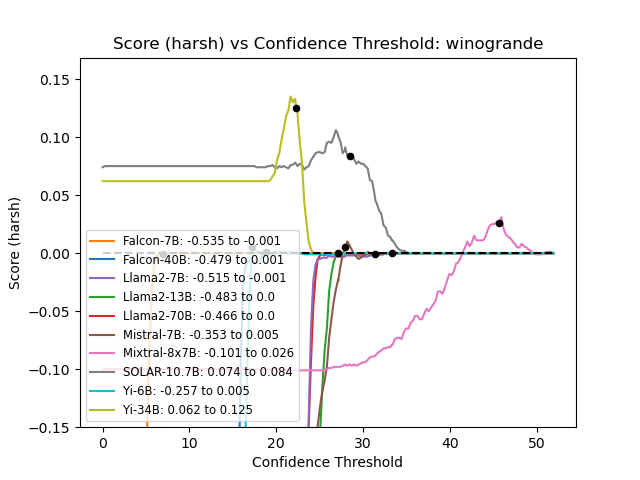 Score (harsh) vs Confidence Threshold: winogrande
0.15
0.10
0.05
0.00
−0.05
−0.10
−0.15
Score (harsh)
Falcon-7B: -0.535 to -0.001
Falcon-40B: -0.479 to 0.001
Llama2-7B: -0.515 to -0.001
Llama2-13B: -0.483 to 0.0
Llama2-70B: -0.466 to 0.0
Mistral-7B: -0.353 to 0.005
Mixtral-8x7B: -0.101 to 0.026
SOLAR-10.7B: 0.074 to 0.084
Yi-6B: -0.257 to 0.005
Yi-34B: 0.062 to 0.125
0 10 20 30 40 50
Confidence Threshold